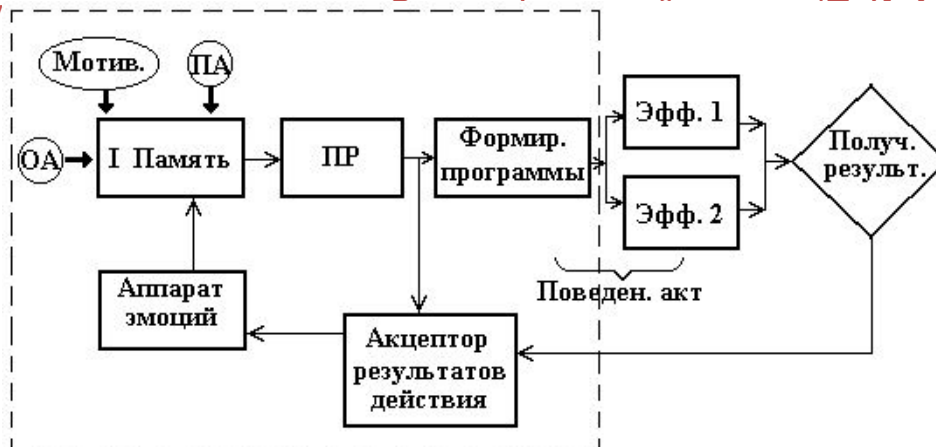 Мотив.
ПА
ОА
I Память
ПР
Формир.
программы
Эфф. 1
Эфф. 2
Получ.
результ.
Поведен. акт
Аппарат
эмоций
Акцептор
результатов
действия